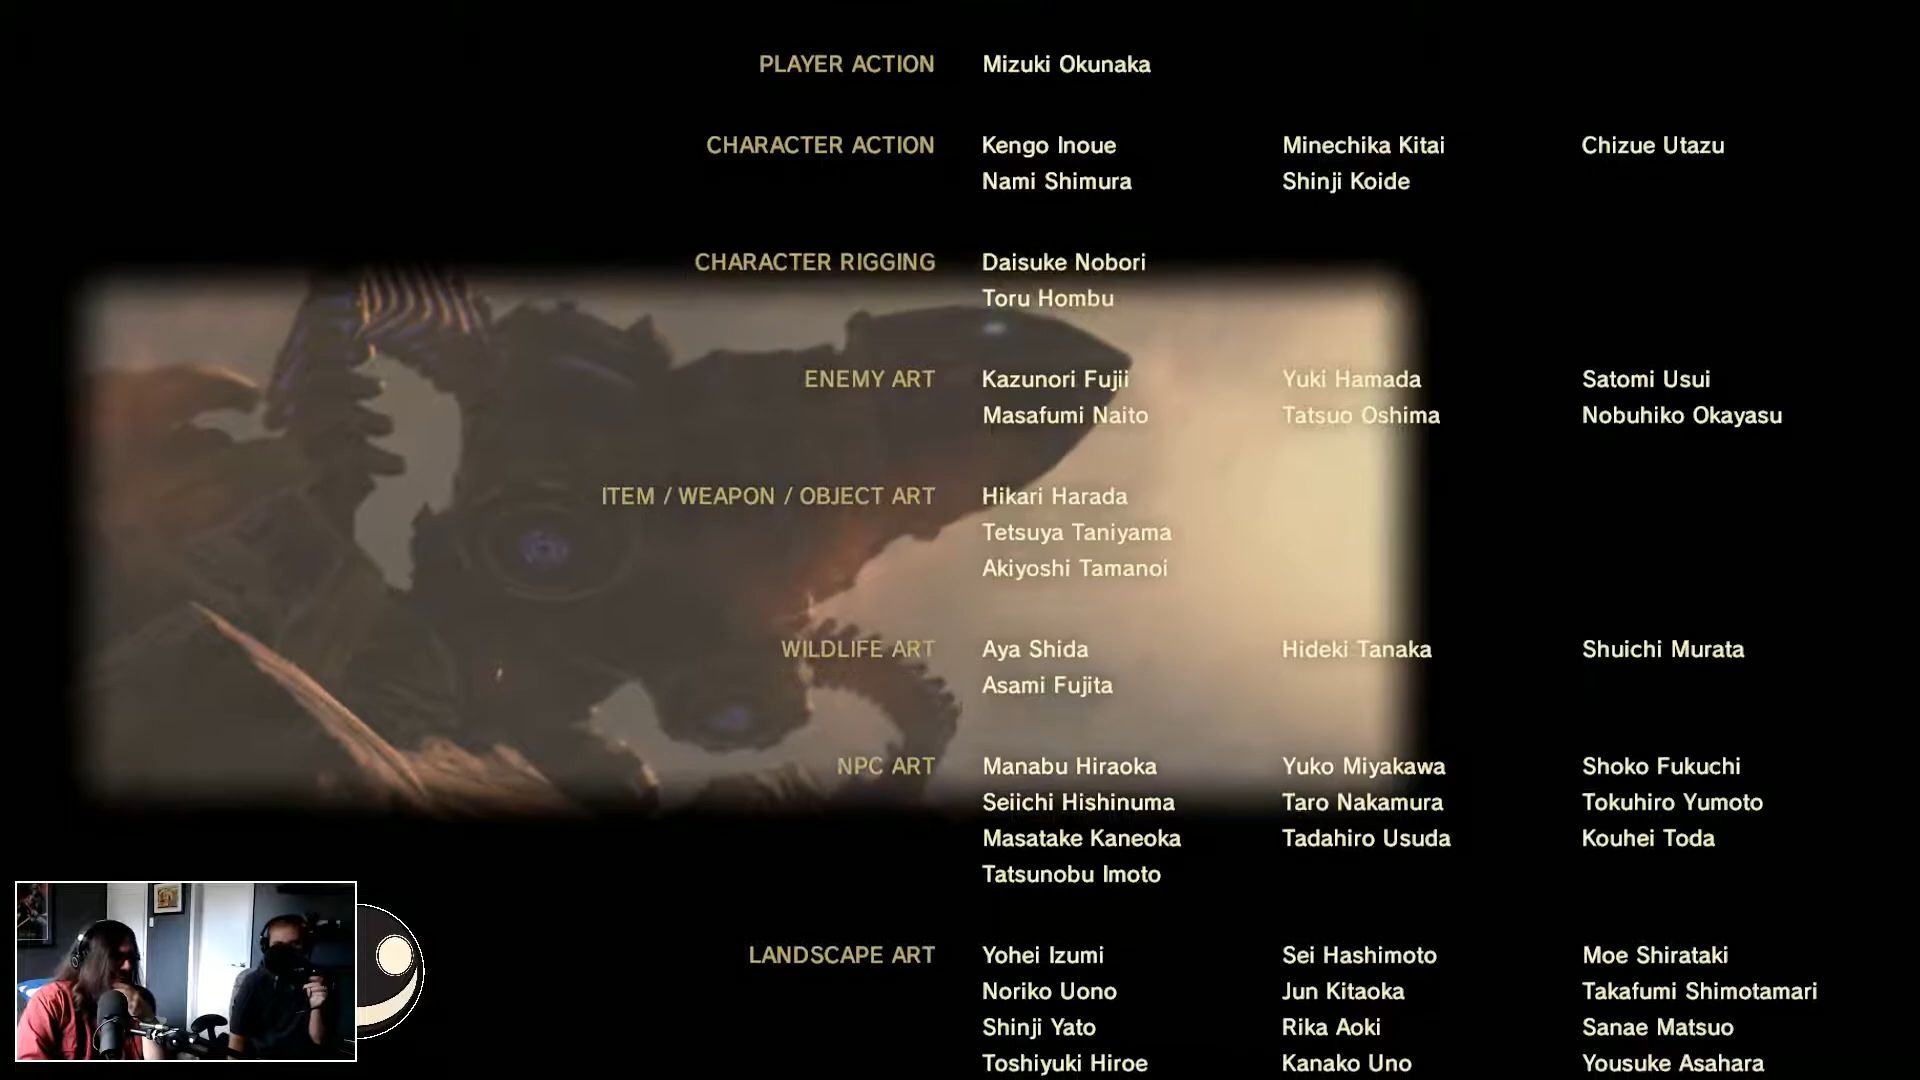 PLAYER ACTION Mizuki Okunaka
CHARACTER ACTION Kengo Inoue Minechika Kitai Chizue Utazu
Nami Shimura Shinji Koide
CHARACTER RIGGING Daisuke Nobori
Toru Hombu
ENEMY ART Kazunori Fujii Yuki Hamada Satomi Usui
Masafumi Naito Tatsuo Oshima Nobuhiko Okayasu
ITEM / WEAPON / OBJECT ART Hikari Harada
Tetsuya Taniyama
Akiyoshi Tamanoi
WILDLIFE ART Aya Shida Hideki Tanaka Shuichi Murata
Asami Fujita
NPC ART Manabu Hiraoka Yuko Miyakawa Shoko Fukuchi
Seiichi Hishinuma Taro Nakamura Tokuhiro Yumoto
Masatake Kaneoka Tadahiro Usuda Kouhei Toda
Tatsunobu Imoto
LANDSCAPE ART Yohei Izumi Sei Hashimoto Moe Shirataki
Noriko Uono Jun Kitaoka Takafumi Shimotamari
Shinji Yato Rika Aoki Sanae Matsuo
Toshiyuki Hiroe Kanako Uno Yousuke Asahara